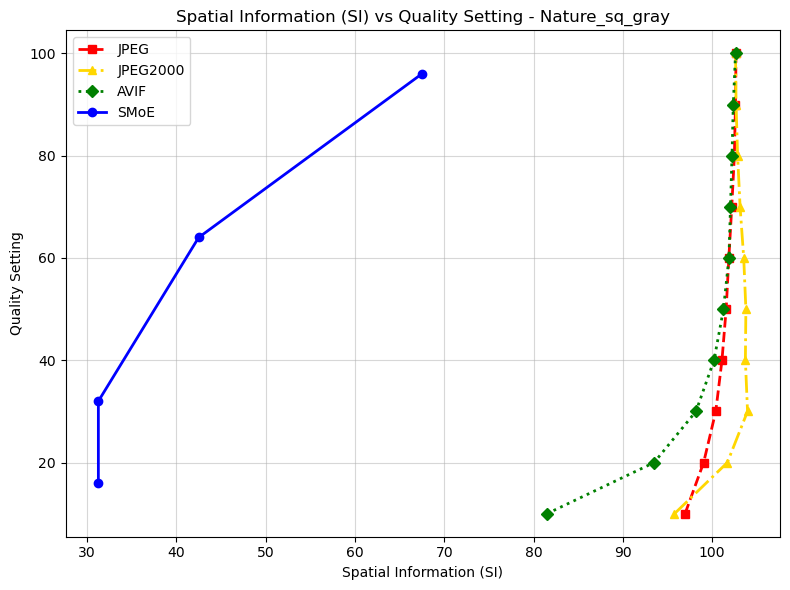 Spatial Information (SI) vs Quality Setting - Nature_sq_gray
JPEG
JPEG2000
AVIF
SMoE
Quality Setting
100
80
60
40
20
30
40
50
60
70
80
90
100
Spatial Information (SI)